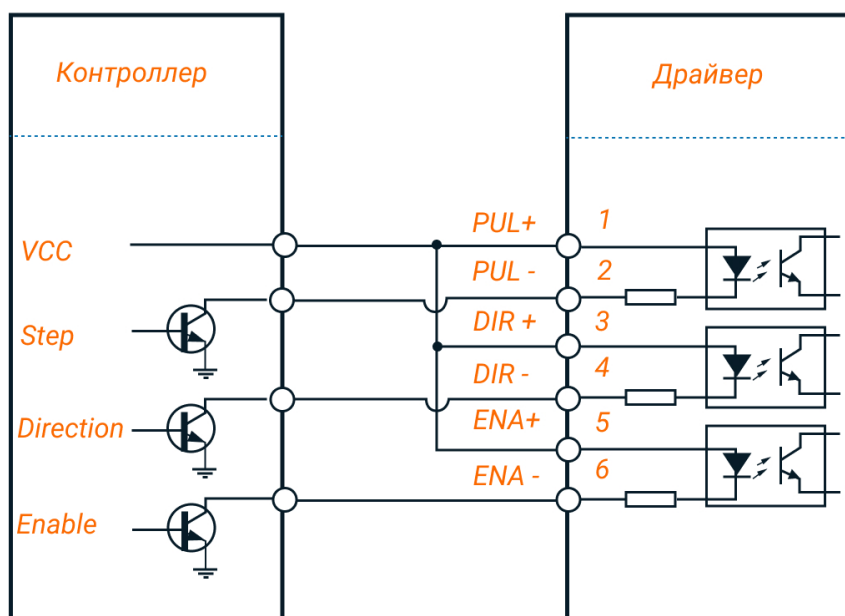 Контроллер
Драйвер
VCC
PUL+
1
PUL -
2
Step
DIR +
3
DIR -
4
Direction
ENA+
5
ENA -
6
Enable